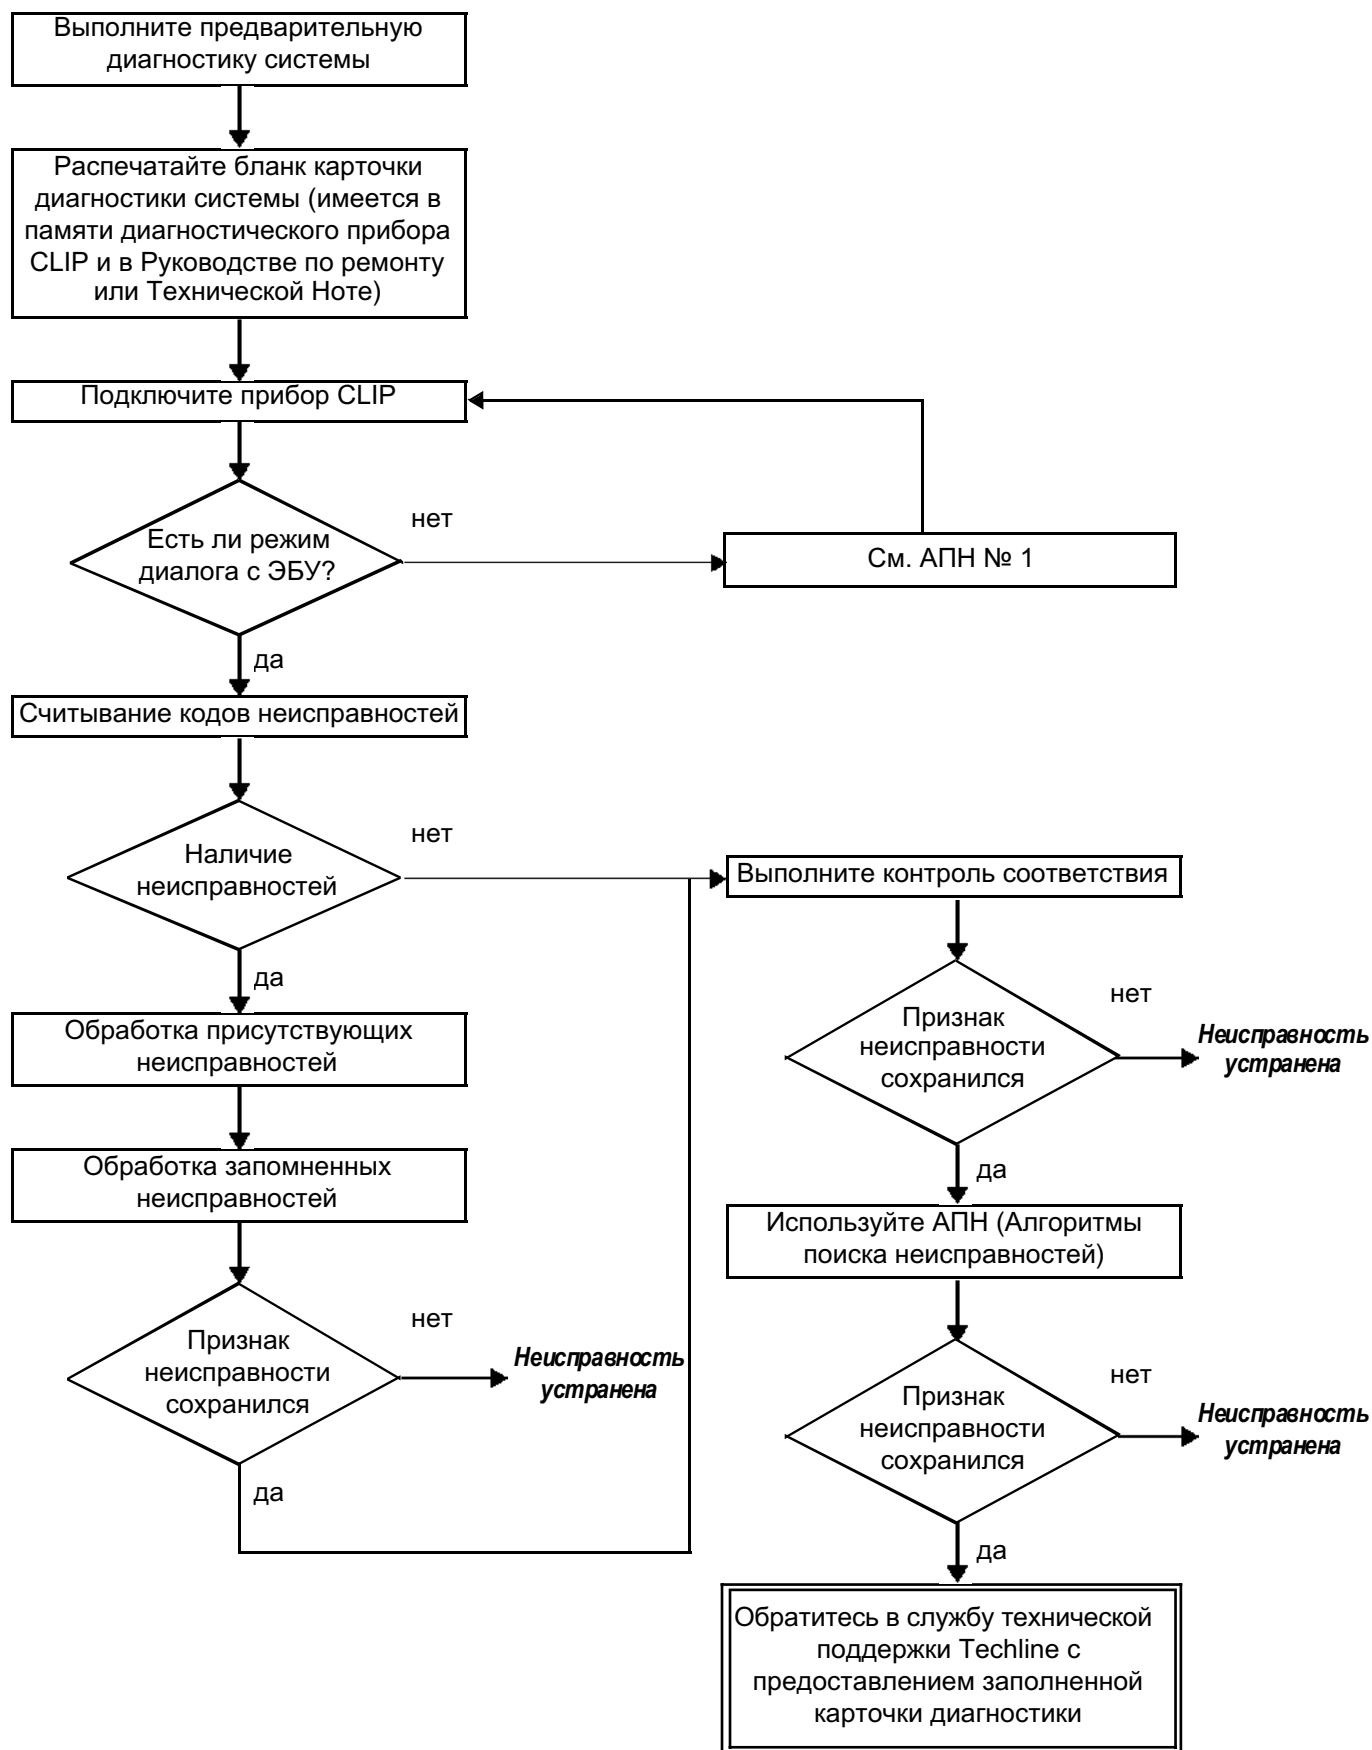 Выполните предварительную
диагностику системы
Распечатайте бланк карточки
диагностики системы (имеется в
памяти диагностического прибора
CLIP и в Руководстве по ремонту
или Технической Ноте)
Подключите прибор CLIP
Есть ли режим
диалога с ЭБУ?
нет
См. АПН № 1
да
Считывание кодов неисправностей
Наличие
неисправностей
нет
да
Обработка присутствующих
неисправностей
Обработка запомненных
неисправностей
Признак
неисправности
сохранился
нет
Неисправность
устранена
да
Выполните контроль соответствия
Признак
неисправности
сохранился
нет
Неисправность
устранена
да
Используйте АПН (Алгоритмы
поиска неисправностей)
Признак
неисправности
сохранился
нет
Неисправность
устранена
да
Обратитесь в службу технической
поддержки Techline с
предоставлением заполненной
карточки диагностики